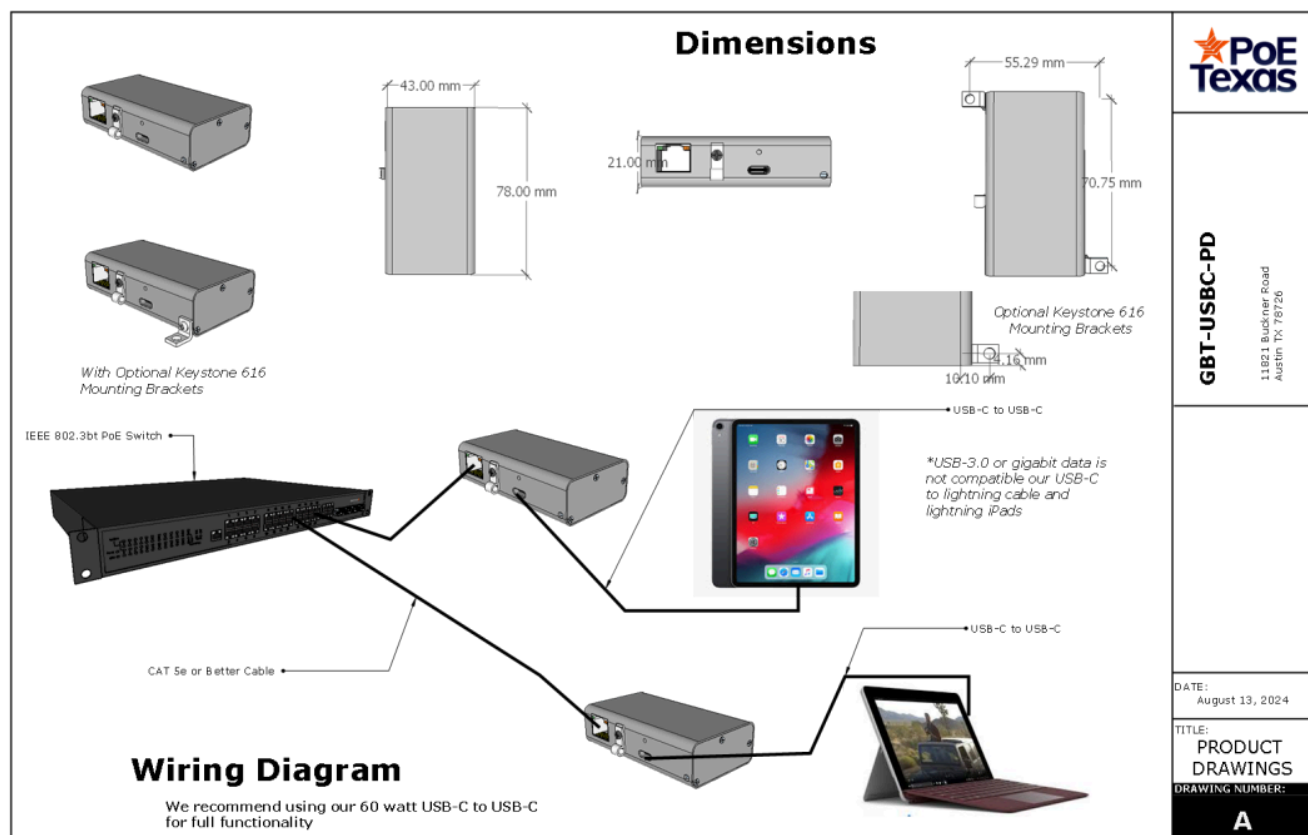 Dimensions
43.00 mm
78.00 mm
21.00 mm
55.29 mm
70.75 mm
Optional Keystone 616
Mounting Brackets
4.16 mm
10.10 mm
With Optional Keystone 616
Mounting Brackets
IEEE 802.3bt PoE Switch
USB-C to USB-C
*USB-3.0 or gigabit data is
not compatible our USB-C
to lightning cable and
lightning iPads
CAT 5e or Better Cable
USB-C to USB-C
Wiring Diagram
We recommend using our 60 watt USB-C to USB-C
for full functionality
PoE
Texas
GBT-USBC-PD
11821 Buckner Road
Austin TX 78726
DATE:
August 13, 2024
TITLE:
PRODUCT
DRAWINGS
DRAWING NUMBER:
A